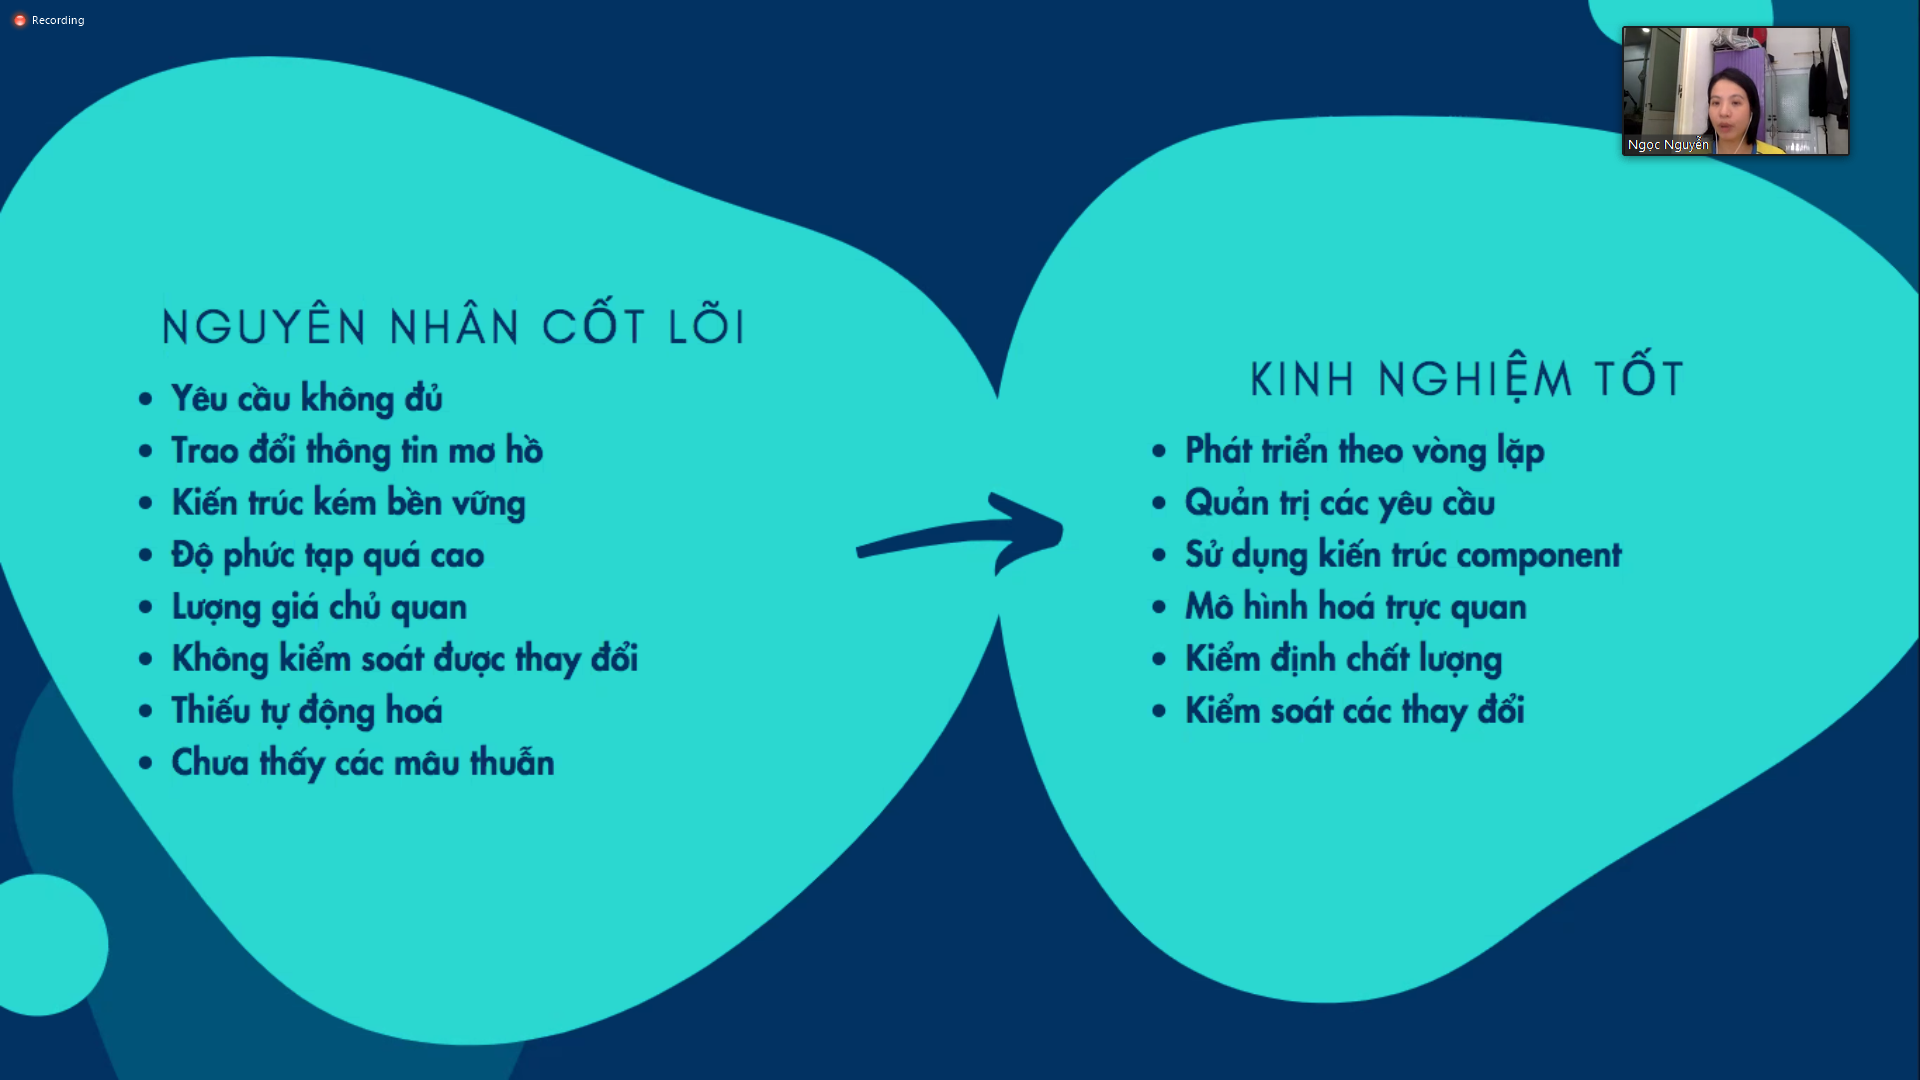 Recording
Ngọc Nguyễn
NGUYÊN NHÂN CỐT LÕI
• Yêu cầu không đủ
• Trao đổi thông tin mơ hồ
• Kiến trúc kém bền vững
• Độ phức tạp quá cao
• Lượng giá chủ quan
• Không kiểm soát được thay đổi
• Thiếu tự động hoá
• Chưa thấy các mâu thuẫn
KINH NGHIỆM TỐT
• Phát triển theo vòng lặp
• Quản trị các yêu cầu
• Sử dụng kiến trúc component
• Mô hình hoá trực quan
• Kiểm định chất lượng
• Kiểm soát các thay đổi